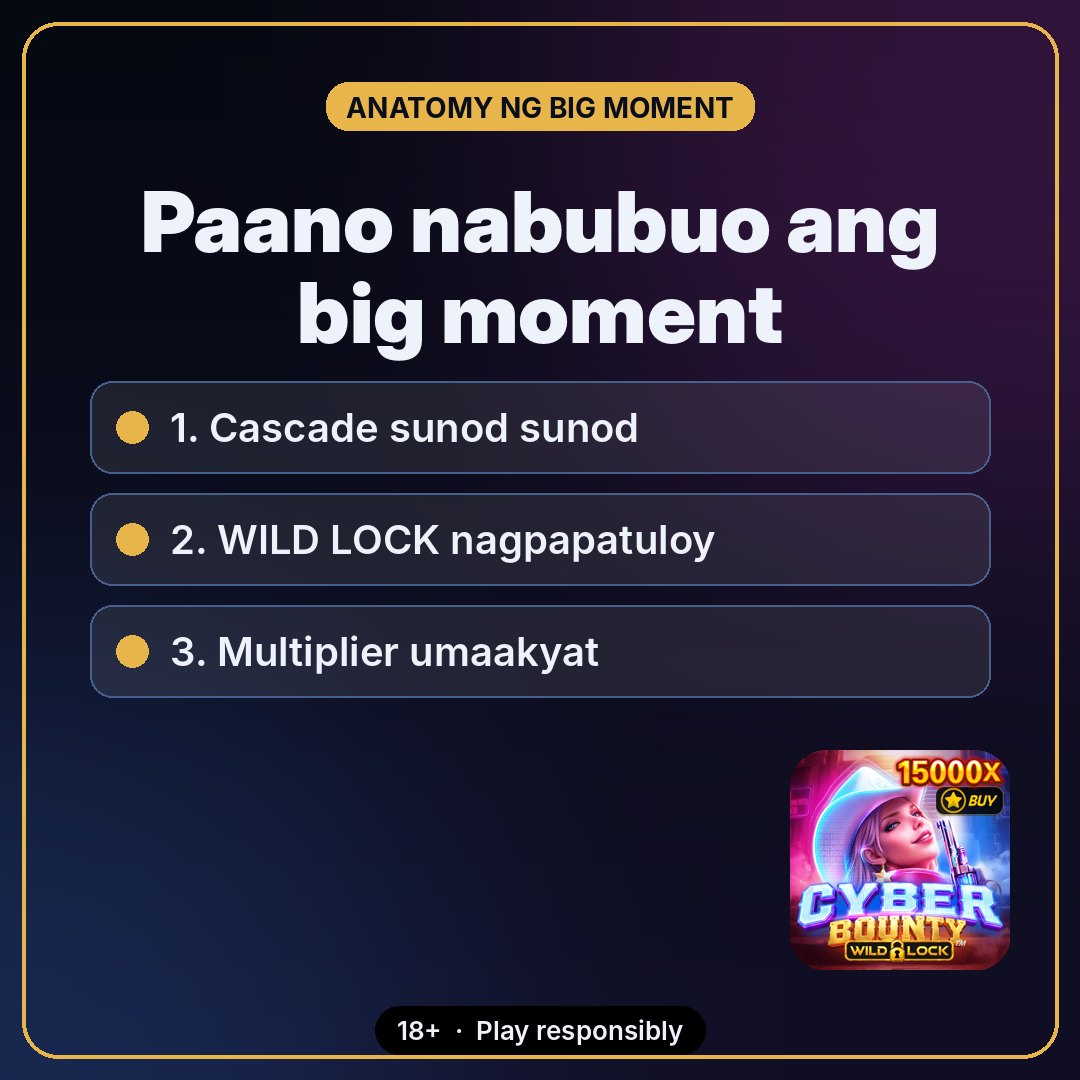 ANATOMY NG BIG MOMENT
Paano nabubuo ang
big moment
1. Cascade sunod sunod
2. WILD LOCK nagpapatuloy
3. Multiplier umaakyat
15000X
BUY
CYBER
BOUNTY™
WILD LOCK
18+ · Play responsibly